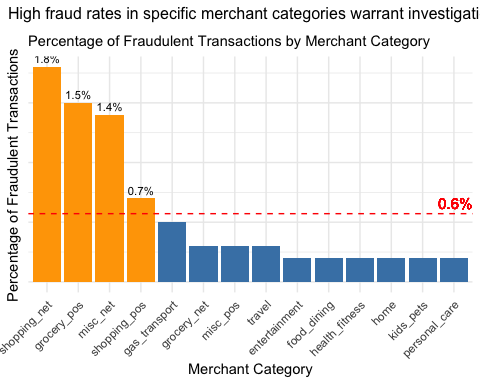 High fraud rates in specific merchant categories warrant investigati
Percentage of Fraudulent Transactions by Merchant Category
Percentage of Fraudulent Transactions
1.8%
1.5%
1.4%
0.7%
0.6%
shopping_net
grocery_pos
misc_net
shopping_pos
gas_transport
grocery_net
misc_pos
travel
entertainment
food_dining
health_fitness
home
kids_pets
personal_care
Merchant Category